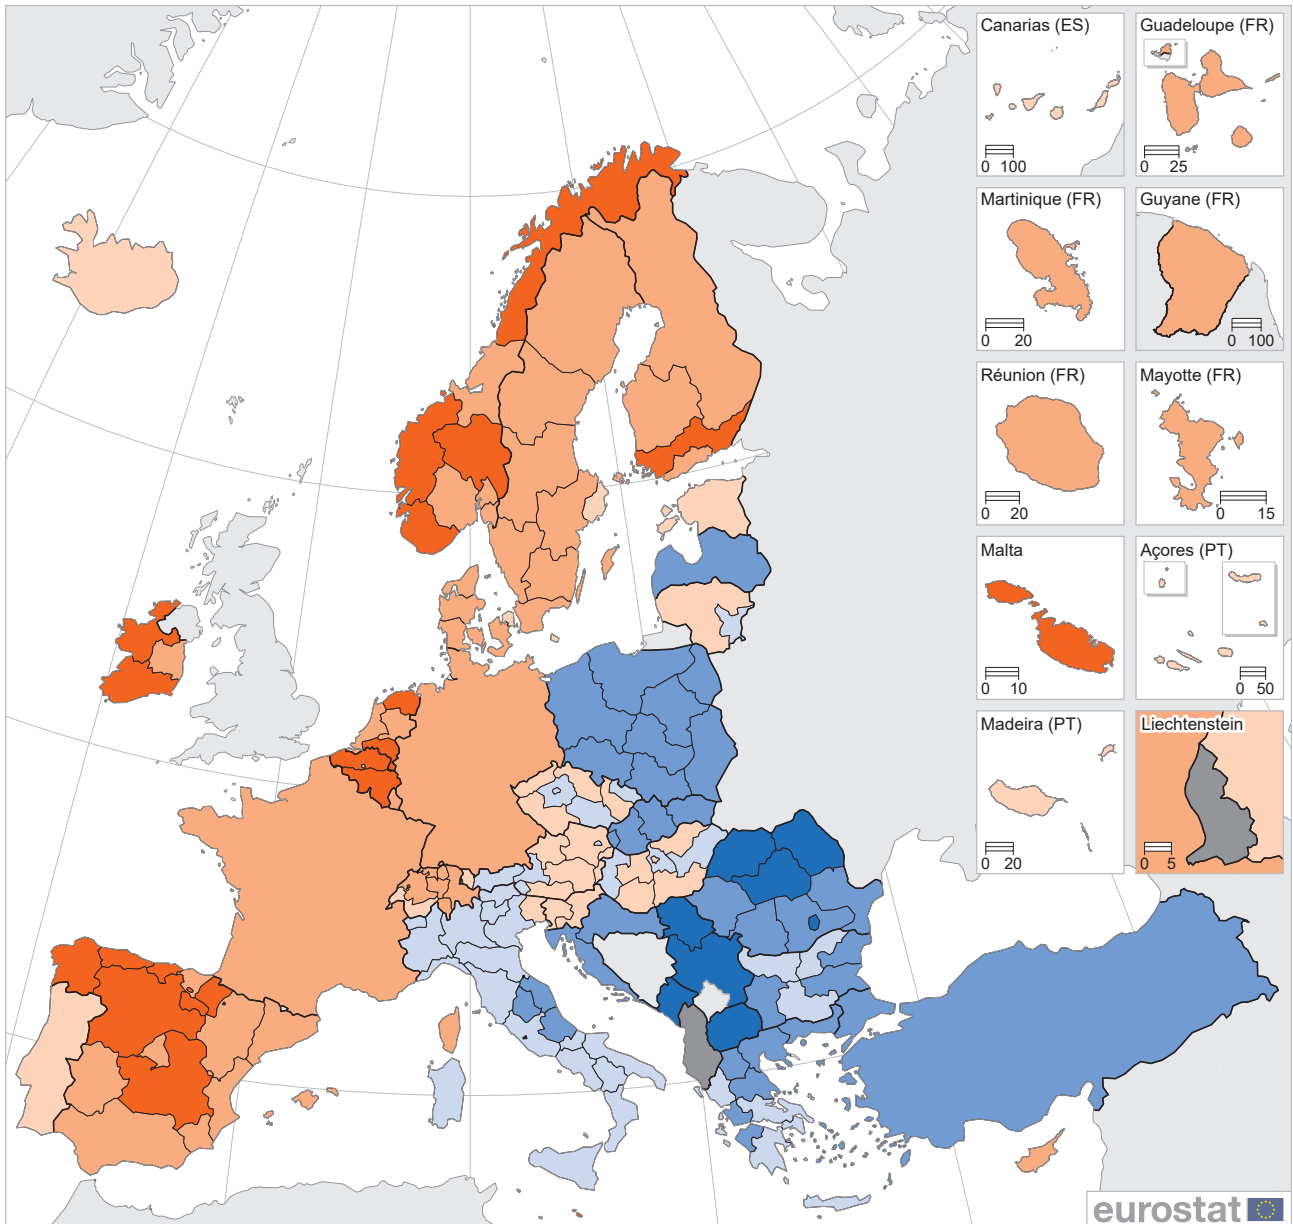 Canarias (ES)
0 100
Guadeloupe (FR)
0 25
Martinique (FR)
0 20
Guyane (FR)
0 100
Réunion (FR)
0 20
Mayotte (FR)
0 15
Malta
0 10
Açores (PT)
0 50
Madeira (PT)
0 20
Liechtenstein
0 5
eurostat